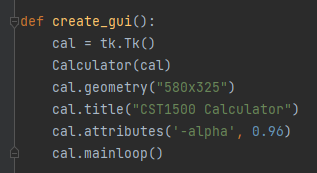 def create_gui():
    cal = tk.Tk()
    Calculator(cal)
    cal.geometry("580x325")
    cal.title("CST1500 Calculator")
    cal.attributes('-alpha', 0.96)
    cal.mainloop()